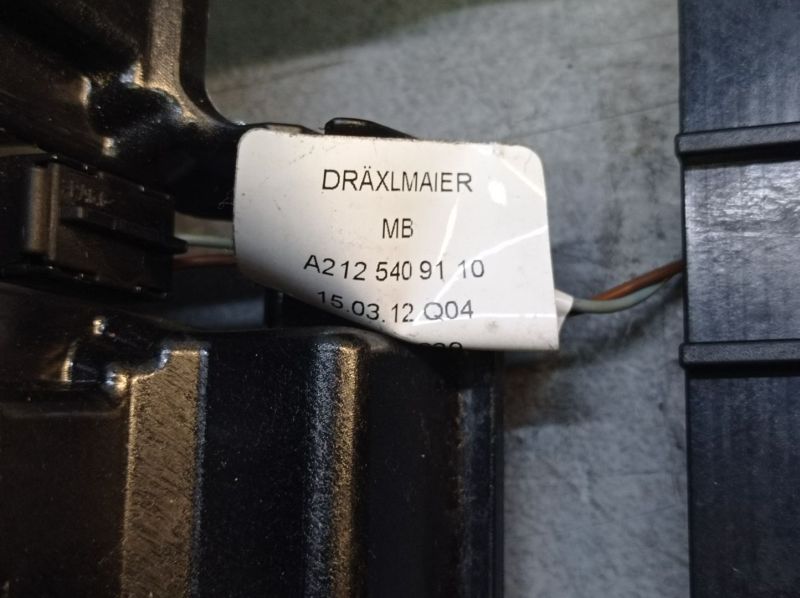 DRÄXLMAIER
MB
A212 540 91 10
15.03.12 Q04